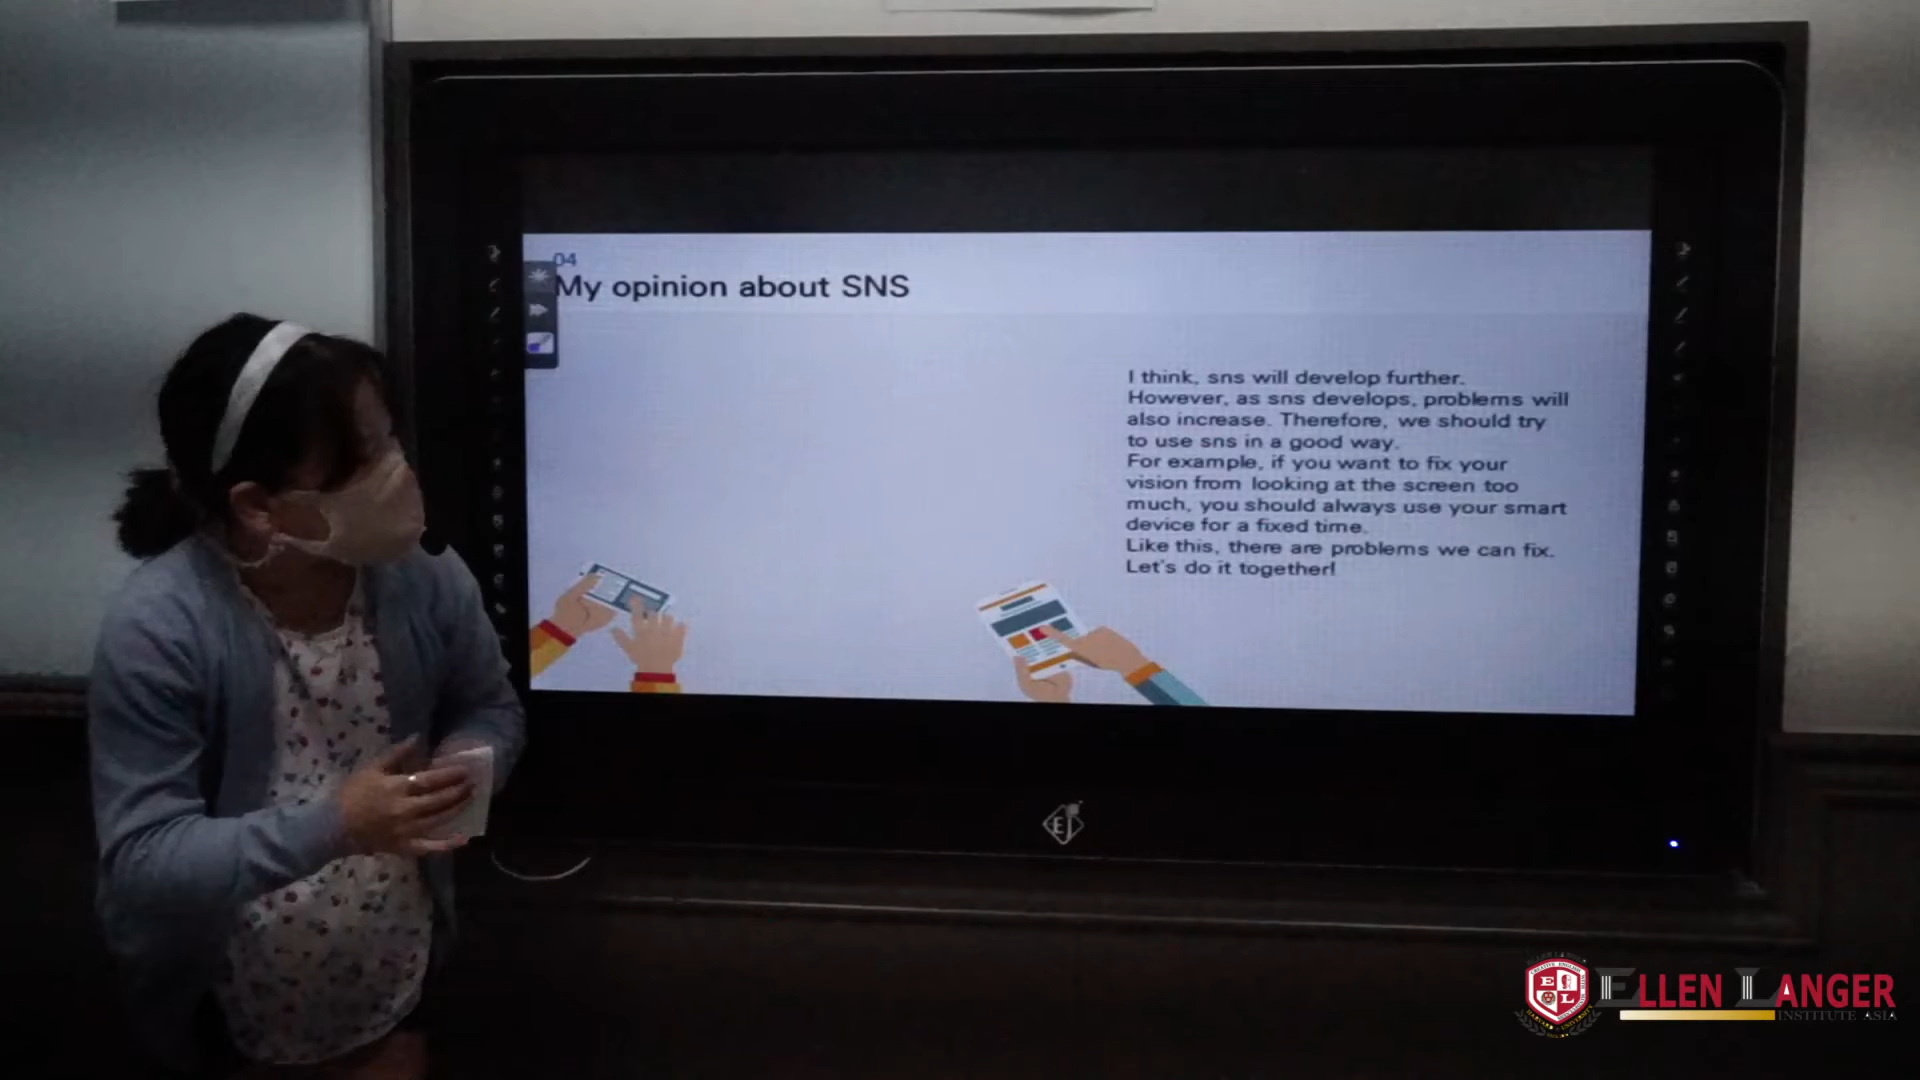 04
My opinion about SNS
I think, sns will develop further.
However, as sns develops, problems will
also increase. Therefore, we should try
to use sns in a good way.
For example, if you want to fix your
vision from looking at the screen too
much, you should always use your smart
device for a fixed time.
Like this, there are problems we can fix.
Let's do it together!
ELLEN LANGER
INSTITUTE ASIA